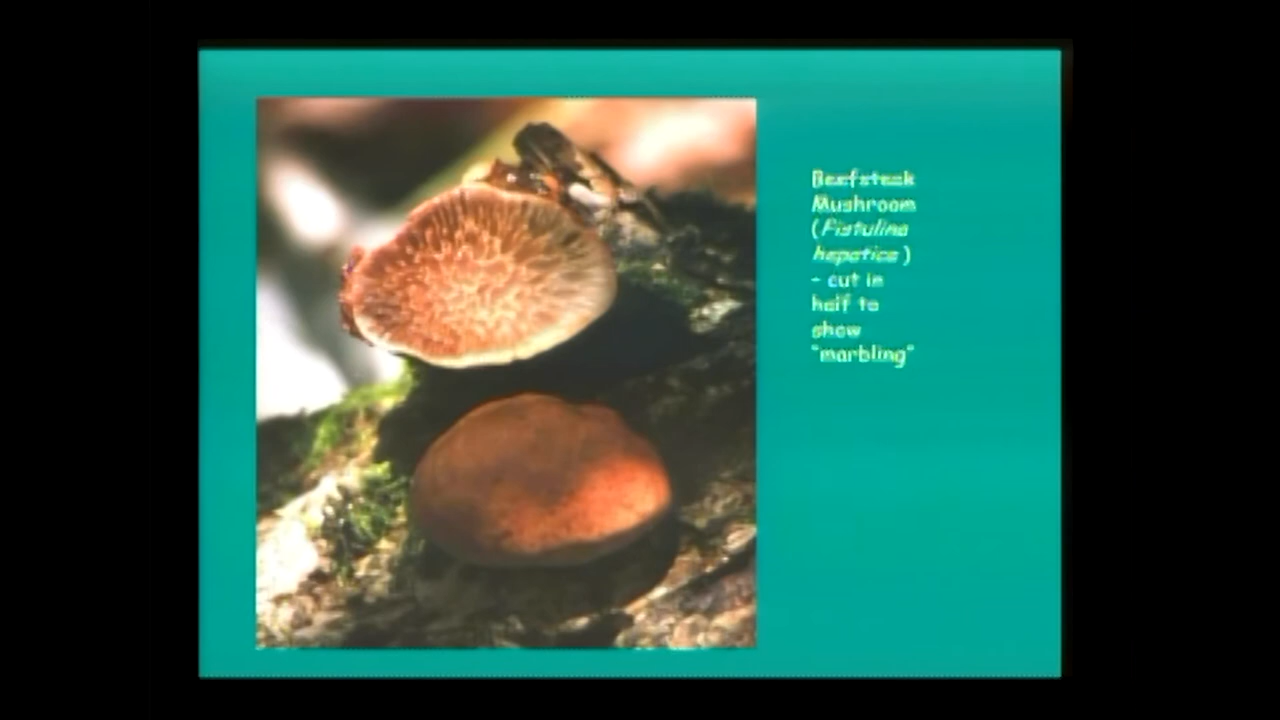 Beefsteak
Mushroom
(Fistulina
hepatica)
- cut in
half to
show
"marbling"